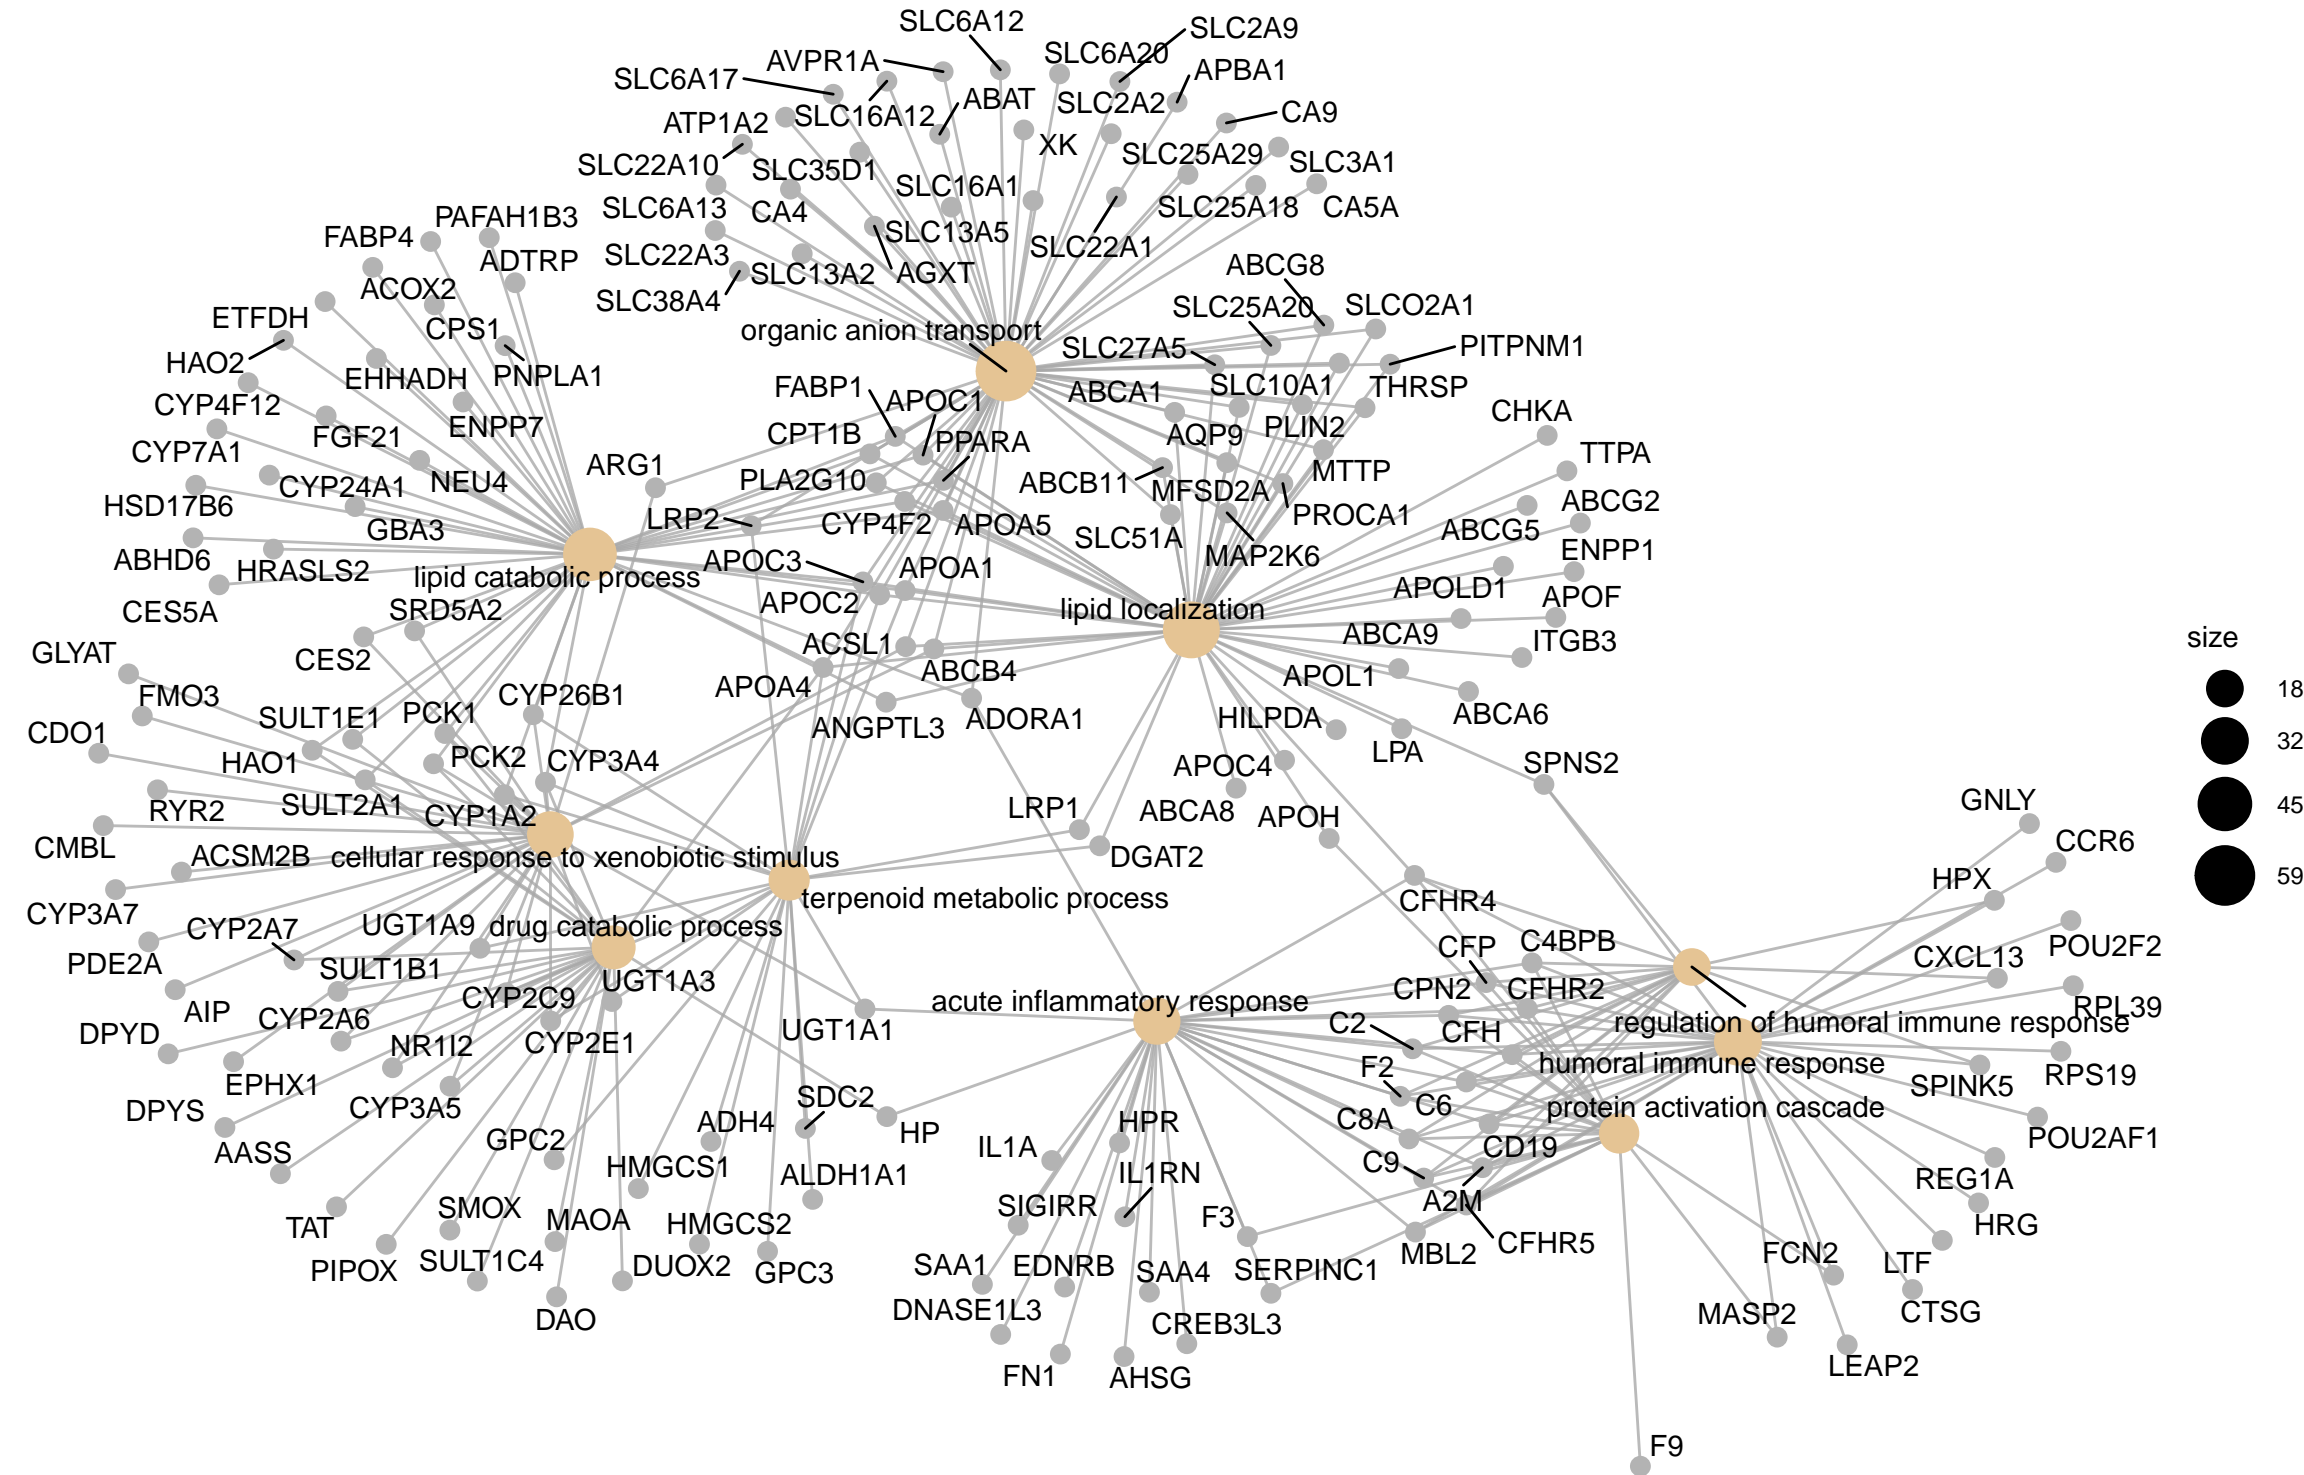 SLC6A12
SLC2A9
SLC6A20
AVPR1A
APBA1
SLC6A17
ABAT
SLC2A2
CA9
SLC16A12
ATP1A2
XK
SLC25A29
SLC3A1
SLC22A10
SLC35D1
SLC16A1
SLC6A13
CA4
SLC25A18
CA5A
PAFAH1B3
FABP4
SLC13A5
SLC22A1
SLC22A3
ADTRP
SLC13A2
AGXT
ABCG8
ACOX2
SLC38A4
SLC25A20
SLCO2A1
ETFDH
CPS1
organic anion transport
SLC27A5
PITPNM1
HAO2
EHHADH
PNPLA1
FABP1
ABCA1
SLC10A1
THRSP
CYP4F12
APOC1
CHKA
FGF21
ENPP7
CPT1B
PPARA
AQP9
PLIN2
CYP7A1
ARG1
TTPA
MTTP
CYP24A1
NEU4
PLA2G10
ABCB11
MFSD2A
HSD17B6
ABCG2
LRP2
CYP4F2
APOA5
PROCA1
GBA3
ABCG5
SLC51A
MAP2K6
ABHD6
HRASLS2
lipid catabolic process
APOC3
APOA1
ENPP1
CES5A
SRD5A2
APOC2
lipid localization
APOLD1
APOF
GLYAT
CES2
ACSL1
ABCA9
ITGB3
ABCB4
APOL1
FMO3
CYP26B1
APOA4
CDO1
SULT1E1
PCK1
ANGPTL3
ADORA1
HILPDA
ABCA6
HAO1
PCK2
CYP3A4
LPA
SPNS2
APOC4
RYR2
SULT2A1
CYP1A2
LRP1
ABCA8
APOH
GNLY
CMBL
ACSM2B
cellular response to xenobiotic stimulus
DGAT2
CCR6
HPX
CYP3A7
terpenoid metabolic process
CFHR4
CYP2A7
UGT1A9
drug catabolic process
CFP
C4BPB
POU2F2
PDE2A
SULT1B1
UGT1A3
CXCL13
CYP2C9
acute inflammatory response
CPN2
CFHR2
RPL39
AIP
CYP2A6
UGT1A1
C2
CFH
regulation of humoral immune response
DPYD
NR1I2
CYP2E1
F2
humoral immune response
RPS19
EPHX1
SPINK5
DPYS
CYP3A5
SDC2
C8A
C6
protein activation cascade
AASS
GPC2
ADH4
HP
HPR
POU2AF1
IL1A
CD19
HMGCS1
ALDH1A1
IL1RN
C9
REG1A
TAT
SMOX
SIGIRR
A2M
MAOA
HMGCS2
F3
HRG
PIPOX
SULT1C4
DUOX2
GPC3
SAA1
EDNRB
SAA4
SERPINC1
MBL2
CFHR5
FCN2
LTF
DAO
DNASE1L3
CREB3L3
MASP2
CTSG
FN1
AHSG
LEAP2
F9
size
18
32
45
59